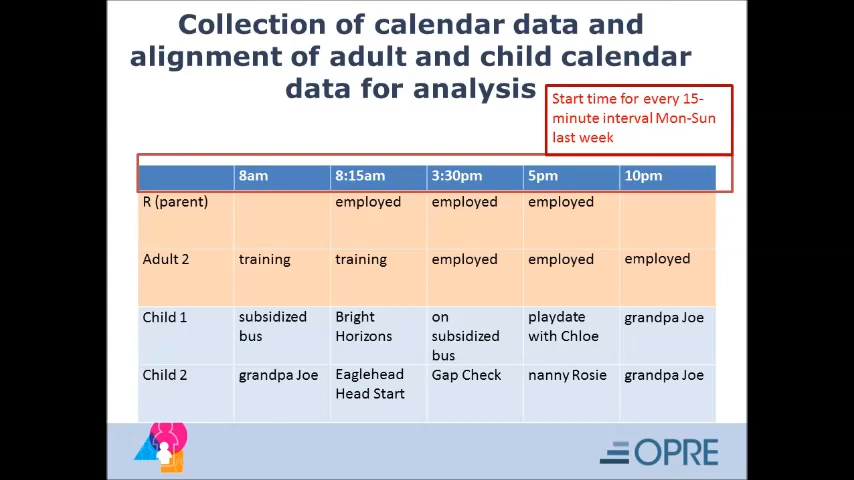 Collection of calendar data and
alignment of adult and child calendar
data for analysis
Start time for every 15-
minute interval Mon-Sun
last week
8am 8:15am 3:30pm 5pm 10pm
R (parent) employed employed employed
Adult 2 training training employed employed employed
Child 1 subsidized bus Bright Horizons on subsidized bus playdate with Chloe grandpa Joe
Child 2 grandpa Joe Eaglehead Head Start Gap Check nanny Rosie grandpa Joe
OPRE